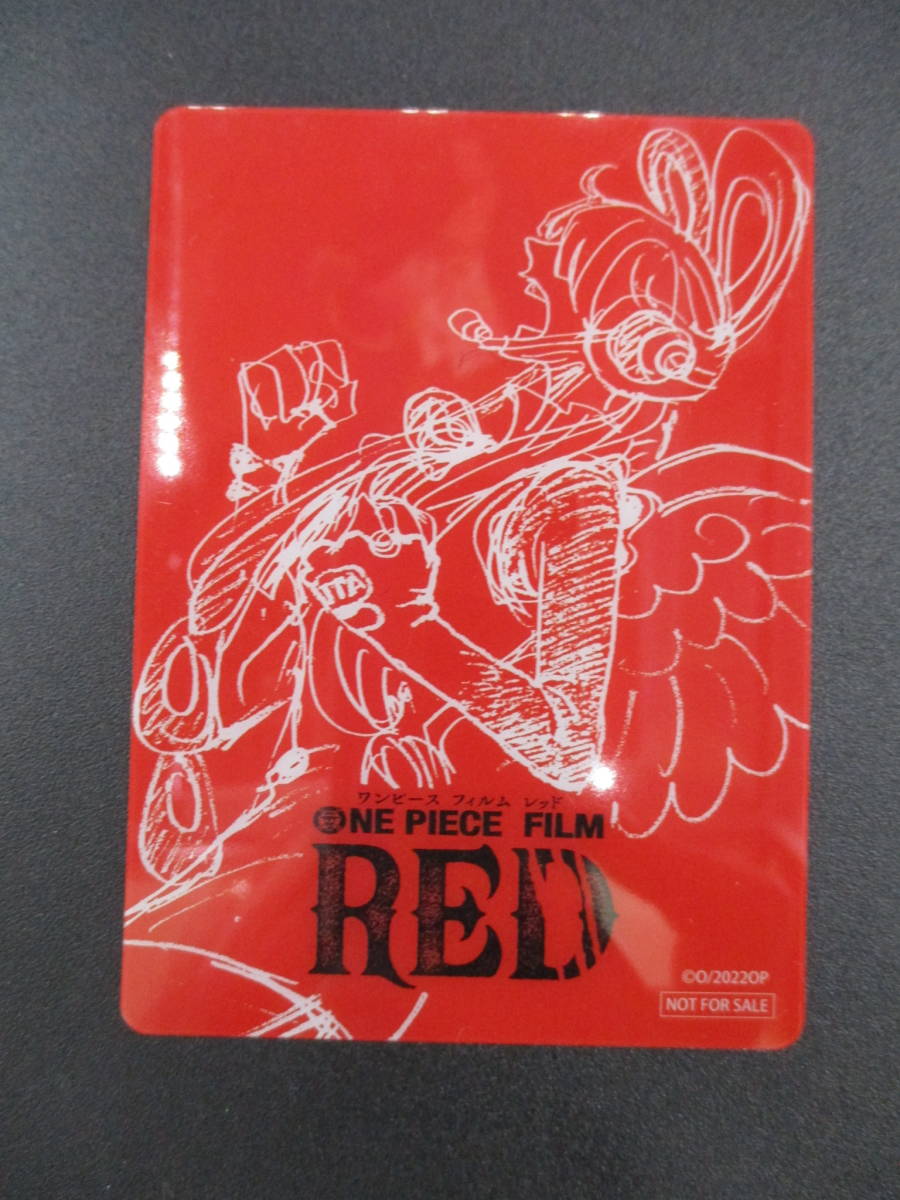 ワンピース フィルム レッド
ONE PIECE FILM
RED
©O/2022OP
NOT FOR SALE